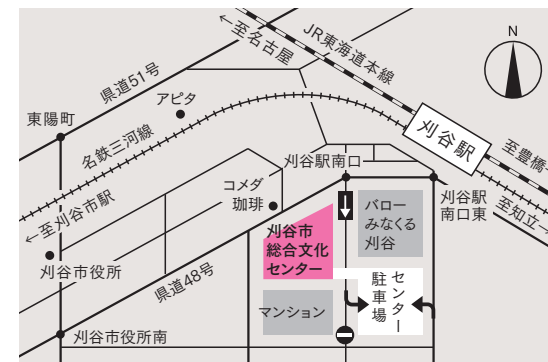 ←至名古屋
JR東海道本線
N
県道51号
アピタ
東陽町
名鉄三河線
刈谷駅
至豊橋→
刈谷駅南口
コメダ
珈琲
刈谷駅
南口東
至知立→
←至刈谷市駅
バロー
みなくる
刈谷
刈谷市
総合文化
センター
刈谷市役所
県道48号
センター
駐車場
マンション
刈谷市役所南